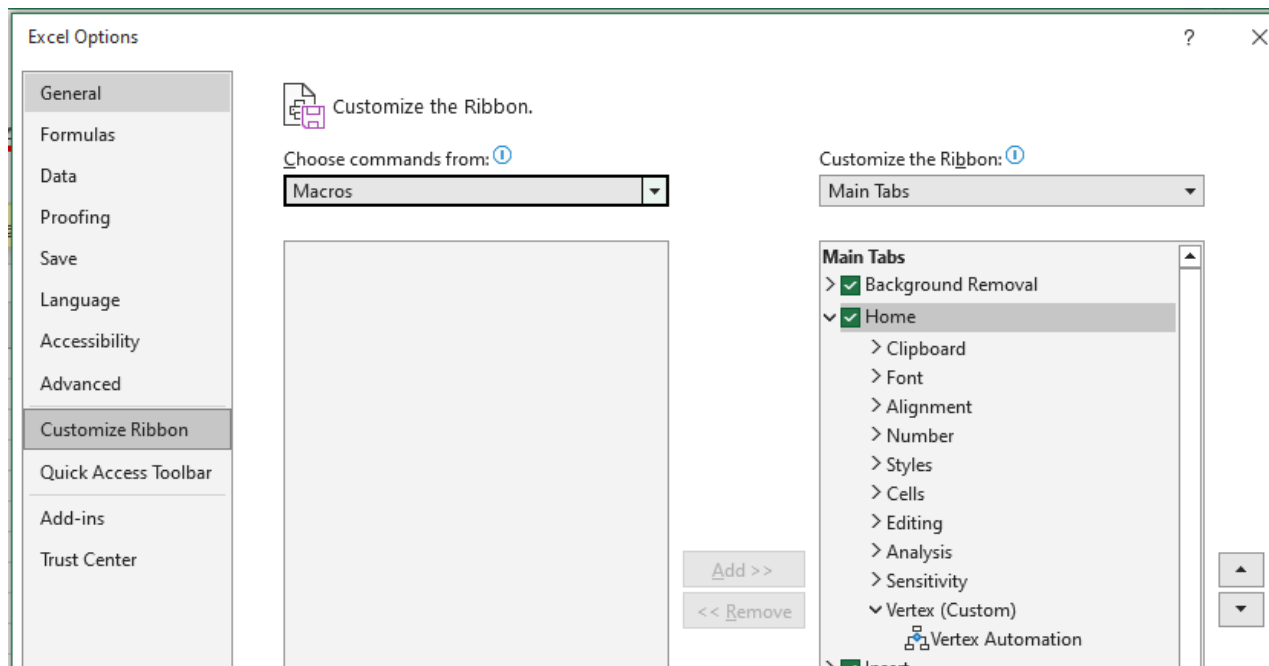 Excel Options
?
General
Formulas
Data
Proofing
Save
Language
Accessibility
Advanced
Customize Ribbon
Quick Access Toolbar
Add-ins
Trust Center
Customize the Ribbon.
Choose commands from:
Macros
Add >>
<< Remove
Customize the Ribbon:
Main Tabs
Main Tabs
Background Removal
Home
Clipboard
Font
Alignment
Number
Styles
Cells
Editing
Analysis
Sensitivity
Vertex (Custom)
Vertex Automation